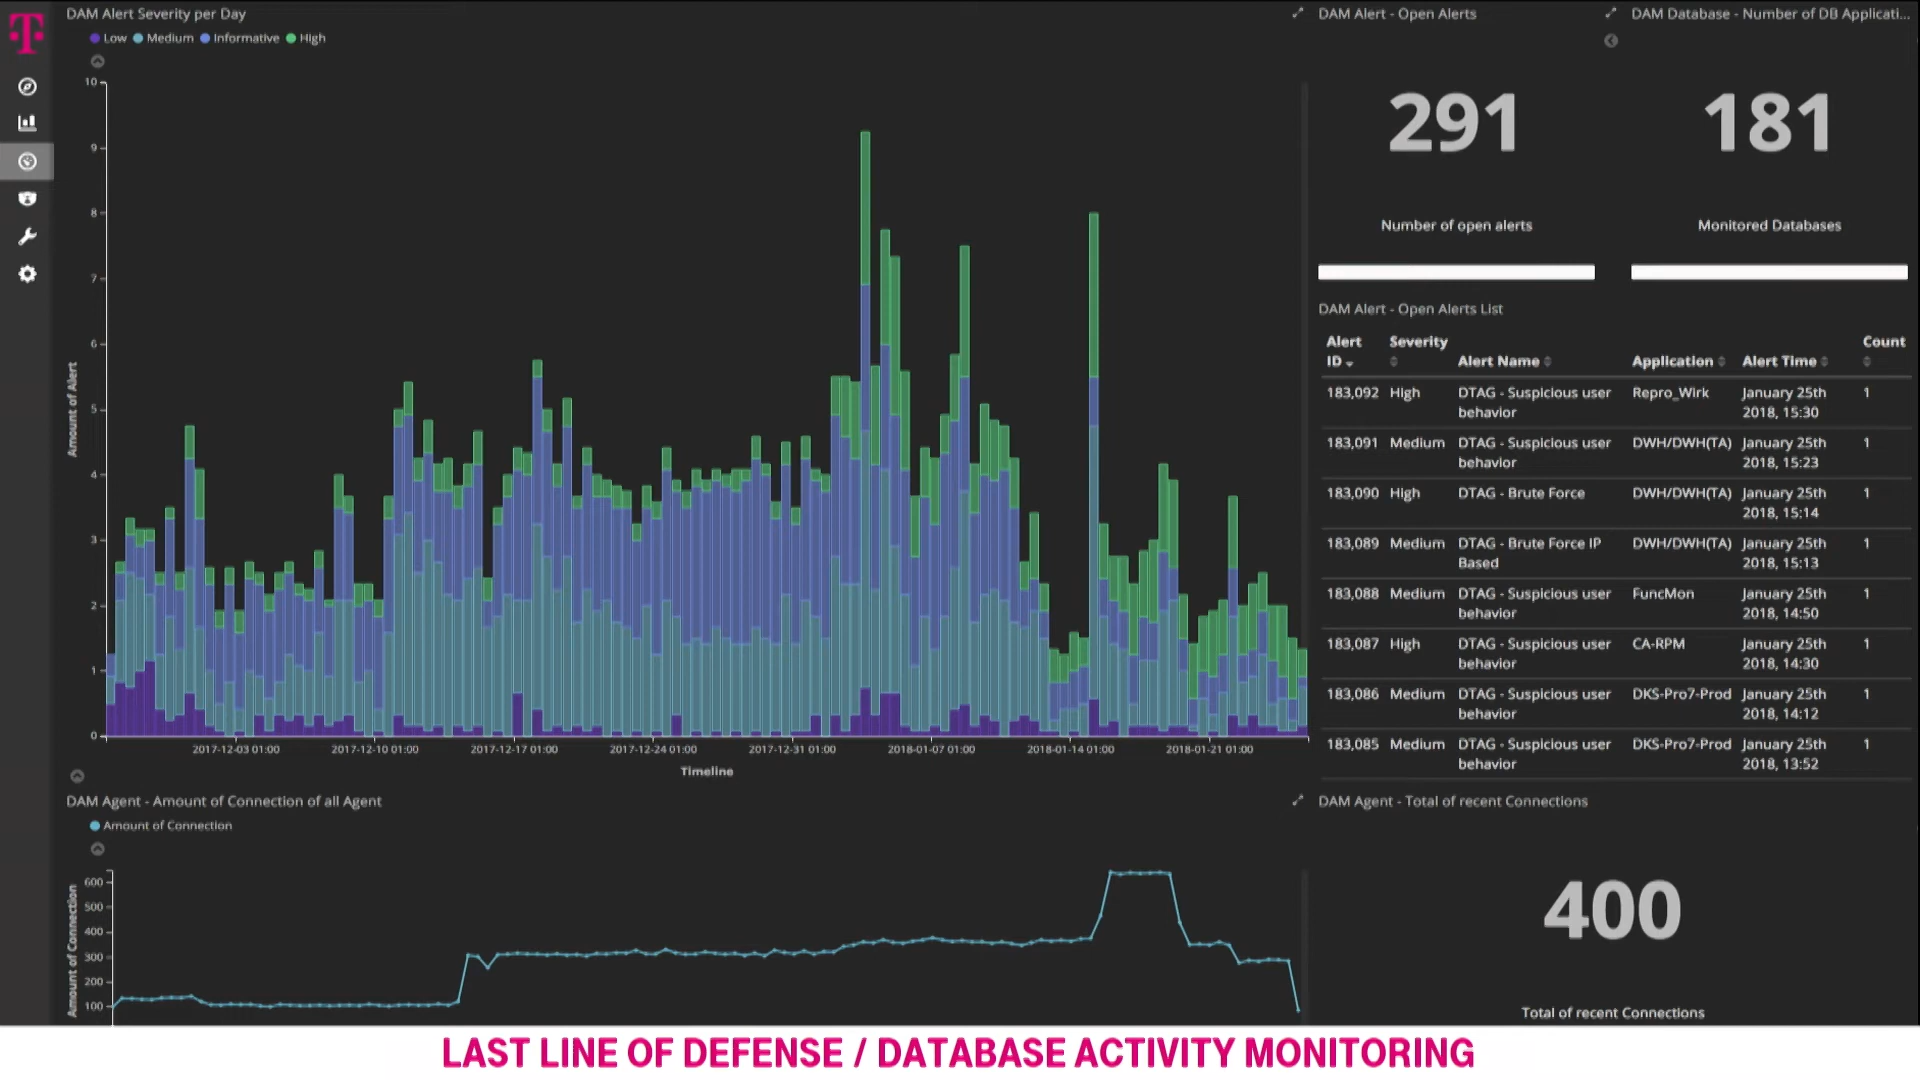 DAM Alert Severity per Day
Low Medium Informative High
10
9
8
7
6
5
4
3
2
1
0
Amount of Alert
2017-12-03 01:00 2017-12-10 01:00 2017-12-17 01:00 2017-12-24 01:00 2017-12-31 01:00 2018-01-07 01:00 2018-01-14 01:00 2018-01-21 01:00
Timeline
DAM Alert - Open Alerts
291
Number of open alerts
DAM Database - Number of DB Applicati...
181
Monitored Databases
DAM Alert - Open Alerts List
Alert ID Severity Alert Name Application Alert Time Count
183,092 High DTAG - Suspicious user behavior Repro_Wirk January 25th 2018, 15:30 1
183,091 Medium DTAG - Suspicious user behavior DWH/DWH(TA) January 25th 2018, 15:23 1
183,090 High DTAG - Brute Force DWH/DWH(TA) January 25th 2018, 15:14 1
183,089 Medium DTAG - Brute Force IP Based DWH/DWH(TA) January 25th 2018, 15:13 1
183,088 Medium DTAG - Suspicious user behavior FuncMon January 25th 2018, 14:50 1
183,087 High DTAG - Suspicious user behavior CA-RPM January 25th 2018, 14:30 1
183,086 Medium DTAG - Suspicious user behavior DKS-Pro7-Prod January 25th 2018, 14:12 1
183,085 Medium DTAG - Suspicious user behavior DKS-Pro7-Prod January 25th 2018, 13:52 1
DAM Agent - Amount of Connection of all Agent
Amount of Connection
600
500
400
300
200
100
Amount of Connection
DAM Agent - Total of recent Connections
400
Total of recent Connections
LAST LINE OF DEFENSE / DATABASE ACTIVITY MONITORING